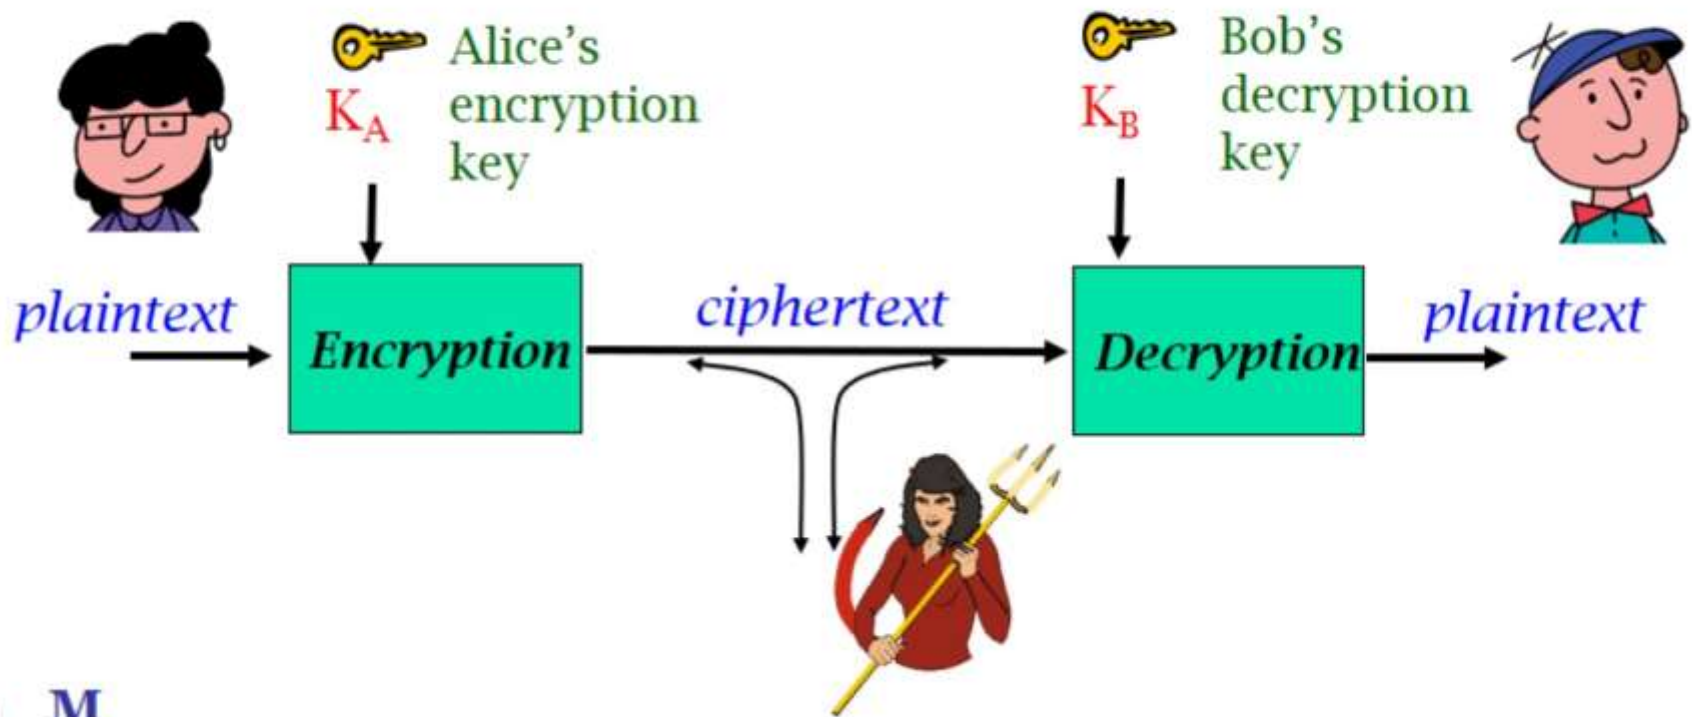 Alice's
encryption
key
K_A
Bob's
decryption
key
K_B
plaintext
Encryption
ciphertext
Decryption
plaintext
M